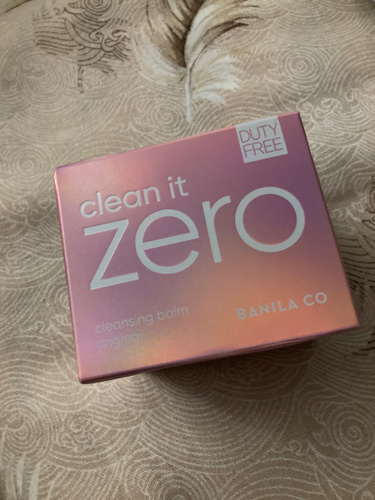 DUTY
FREE
clean it
zero
cleansing balm
original
BANILA CO